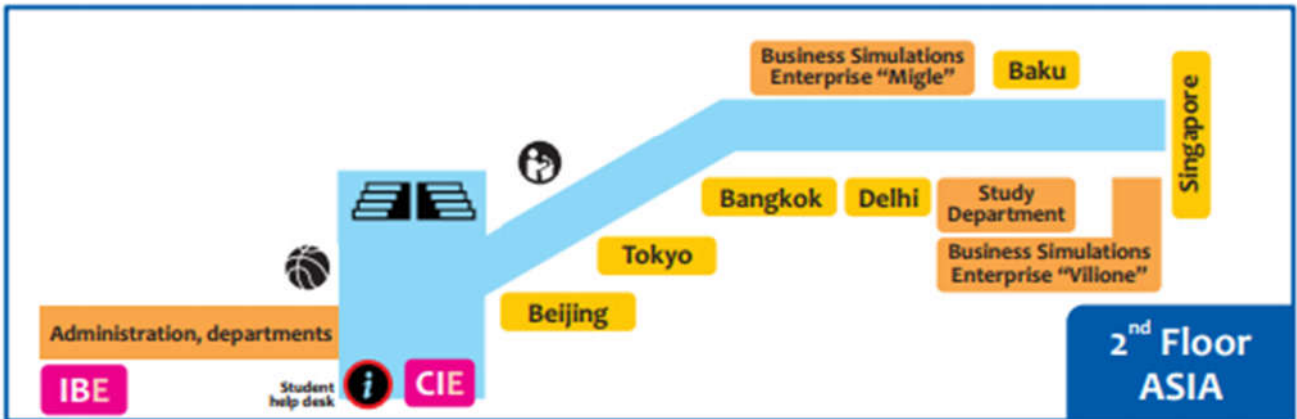 Business Simulations
Enterprise “Migle”
Baku
Singapore
Bangkok
Delhi
Study
Department
Tokyo
Business Simulations
Enterprise “Vilione”
Beijing
Administration, departments
IBE
Student
help desk
i
CIE
2nd Floor
ASIA